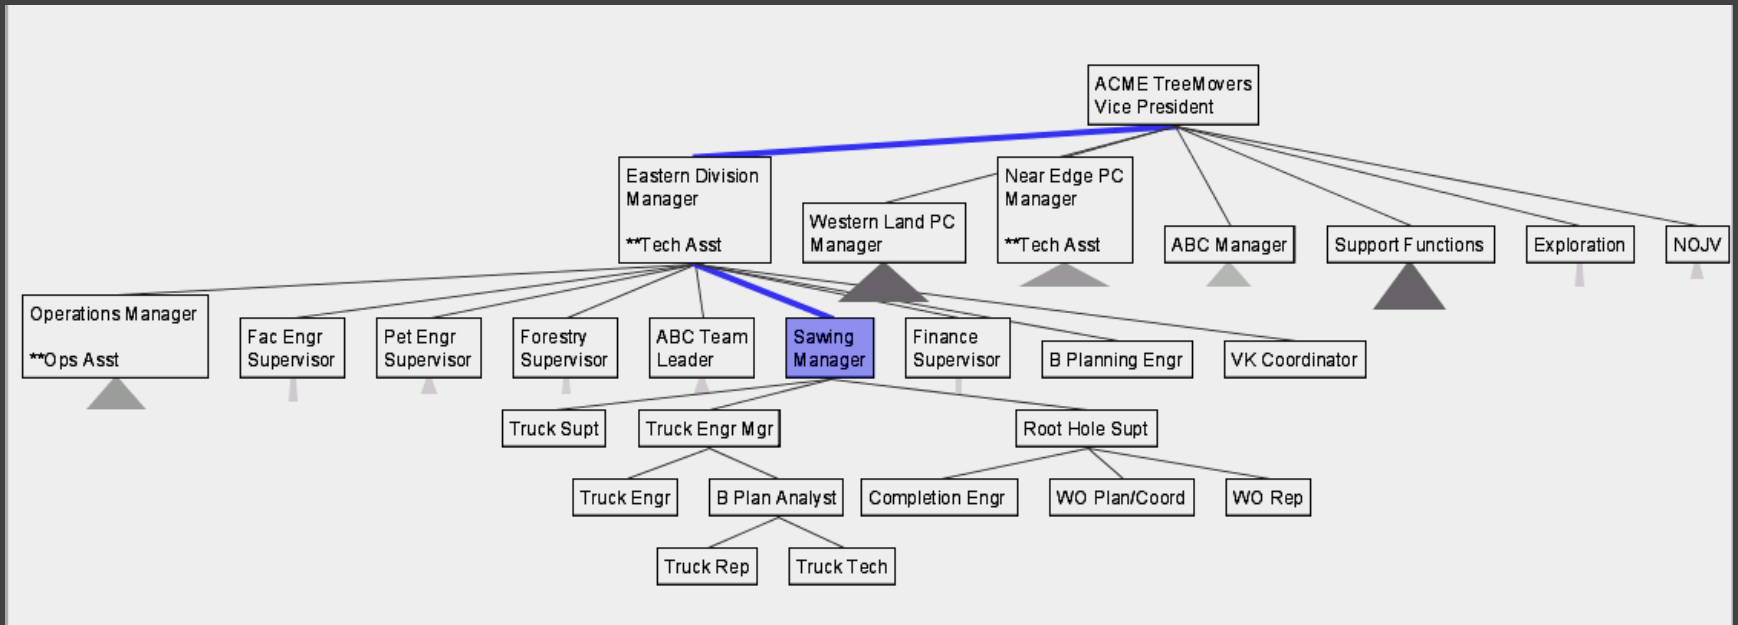 ACME TreeMovers
Vice President
Eastern Division
Manager
**Tech Asst
Western Land PC
Manager
Near Edge PC
Manager
**Tech Asst
ABC Manager
Support Functions
Exploration
NOJV
Operations Manager
**Ops Asst
Fac Engr
Supervisor
Pet Engr
Supervisor
Forestry
Supervisor
ABC Team
Leader
Sawing
Manager
Finance
Supervisor
B Planning Engr
VK Coordinator
Truck Supt
Truck Engr Mgr
Root Hole Supt
Truck Engr
B Plan Analyst
Completion Engr
WO Plan/Coord
WO Rep
Truck Rep
Truck Tech